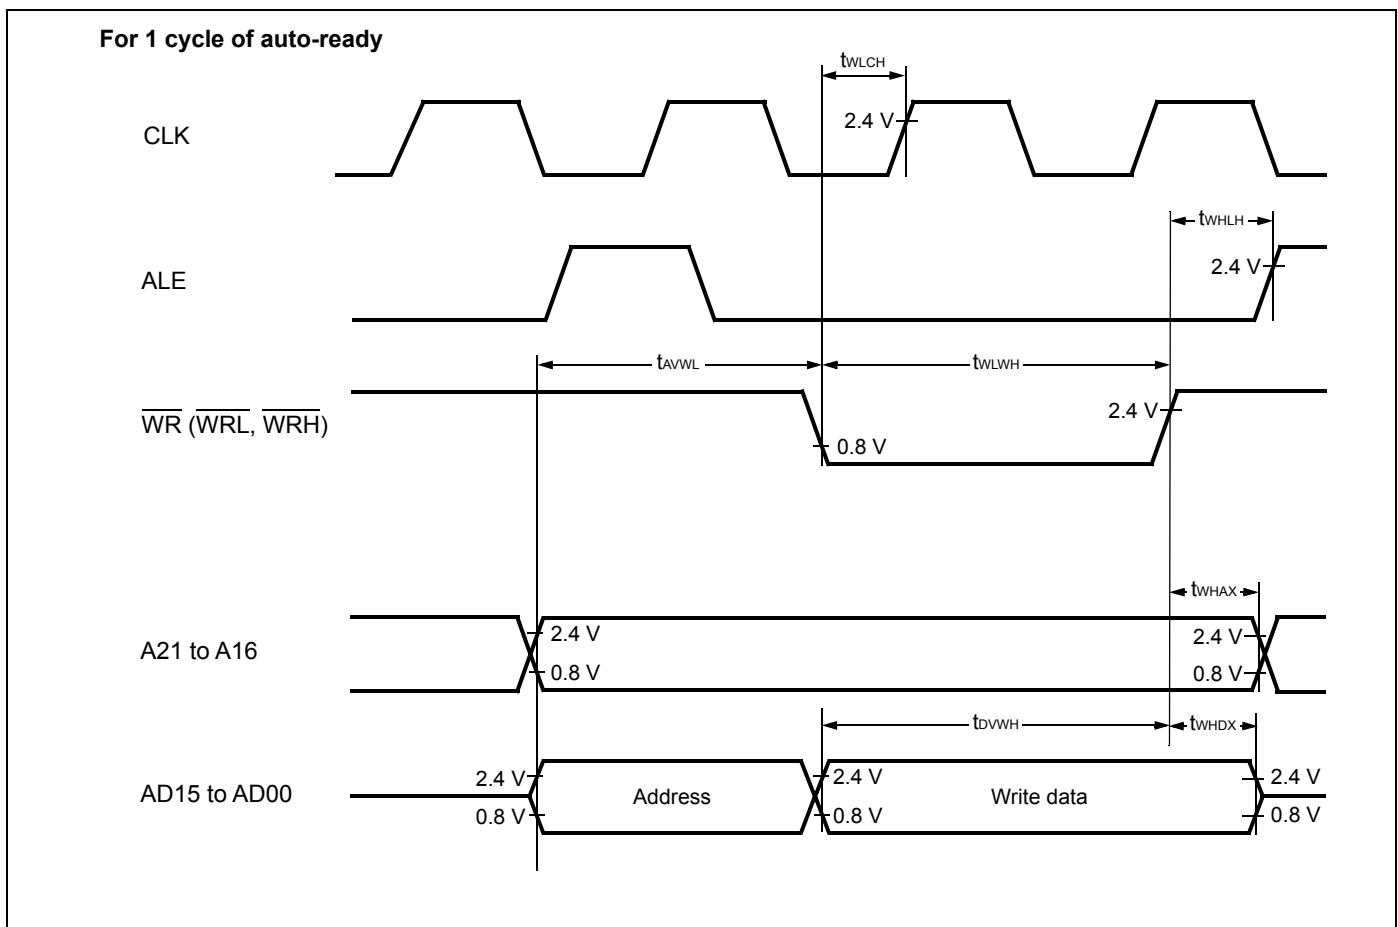 For 1 cycle of auto-ready
tWLCH
CLK
2.4 V
tWHLH
ALE
2.4 V
tAVWL
tWLWH
WR (WRL, WRH)
2.4 V
0.8 V
tWHAX
A21 to A16
2.4 V
2.4 V
0.8 V
0.8 V
tDVWH
tWHDX
AD15 to AD00
2.4 V
2.4 V
2.4 V
Address
Write data
0.8 V
0.8 V
0.8 V